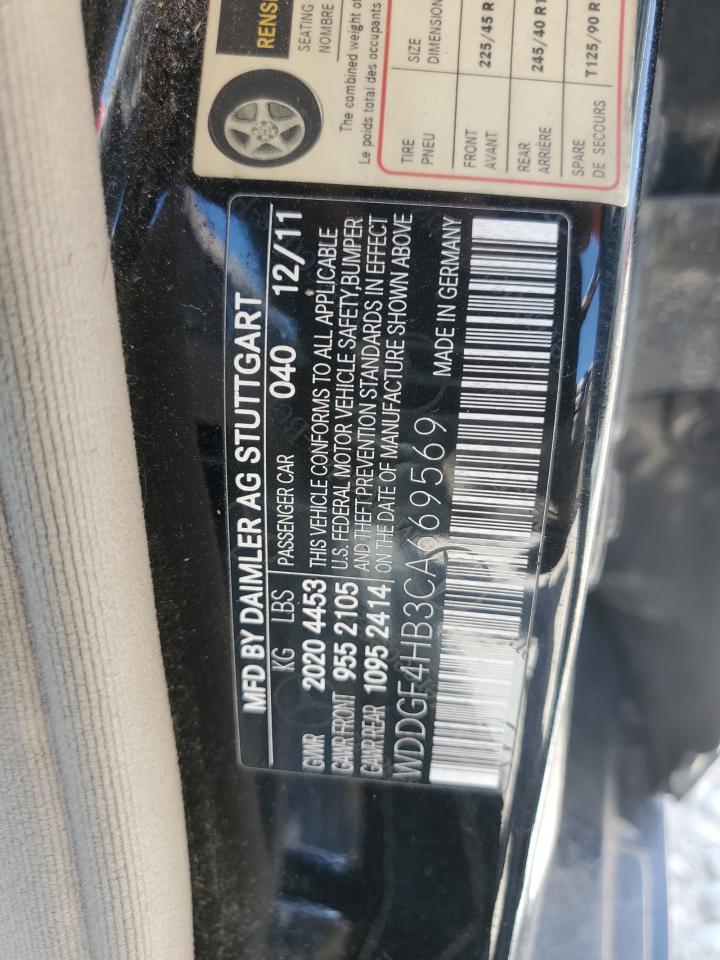 RENS
SEATING
NOMBRE
The combined weight of
Le poids total des occupants
TIRE SIZE
PNEU DIMENSION
FRONT 225/45 R1
AVANT
REAR 245/40 R1
ARRIÈRE
SPARE T125/90 R
DE SECOURS
MFD BY DAIMLER AG STUTTGART
KG LBS PASSENGER CAR 040 12/11
GVWR 2020 4453 THIS VEHICLE CONFORMS TO ALL APPLICABLE
GAWR FRONT 955 2105 U.S. FEDERAL MOTOR VEHICLE SAFETY,BUMPER
GAWR REAR 1095 2414 AND THEFT PREVENTION STANDARDS IN EFFECT
ON THE DATE OF MANUFACTURE SHOWN ABOVE
WDDGF4HB3CA669569 MADE IN GERMANY